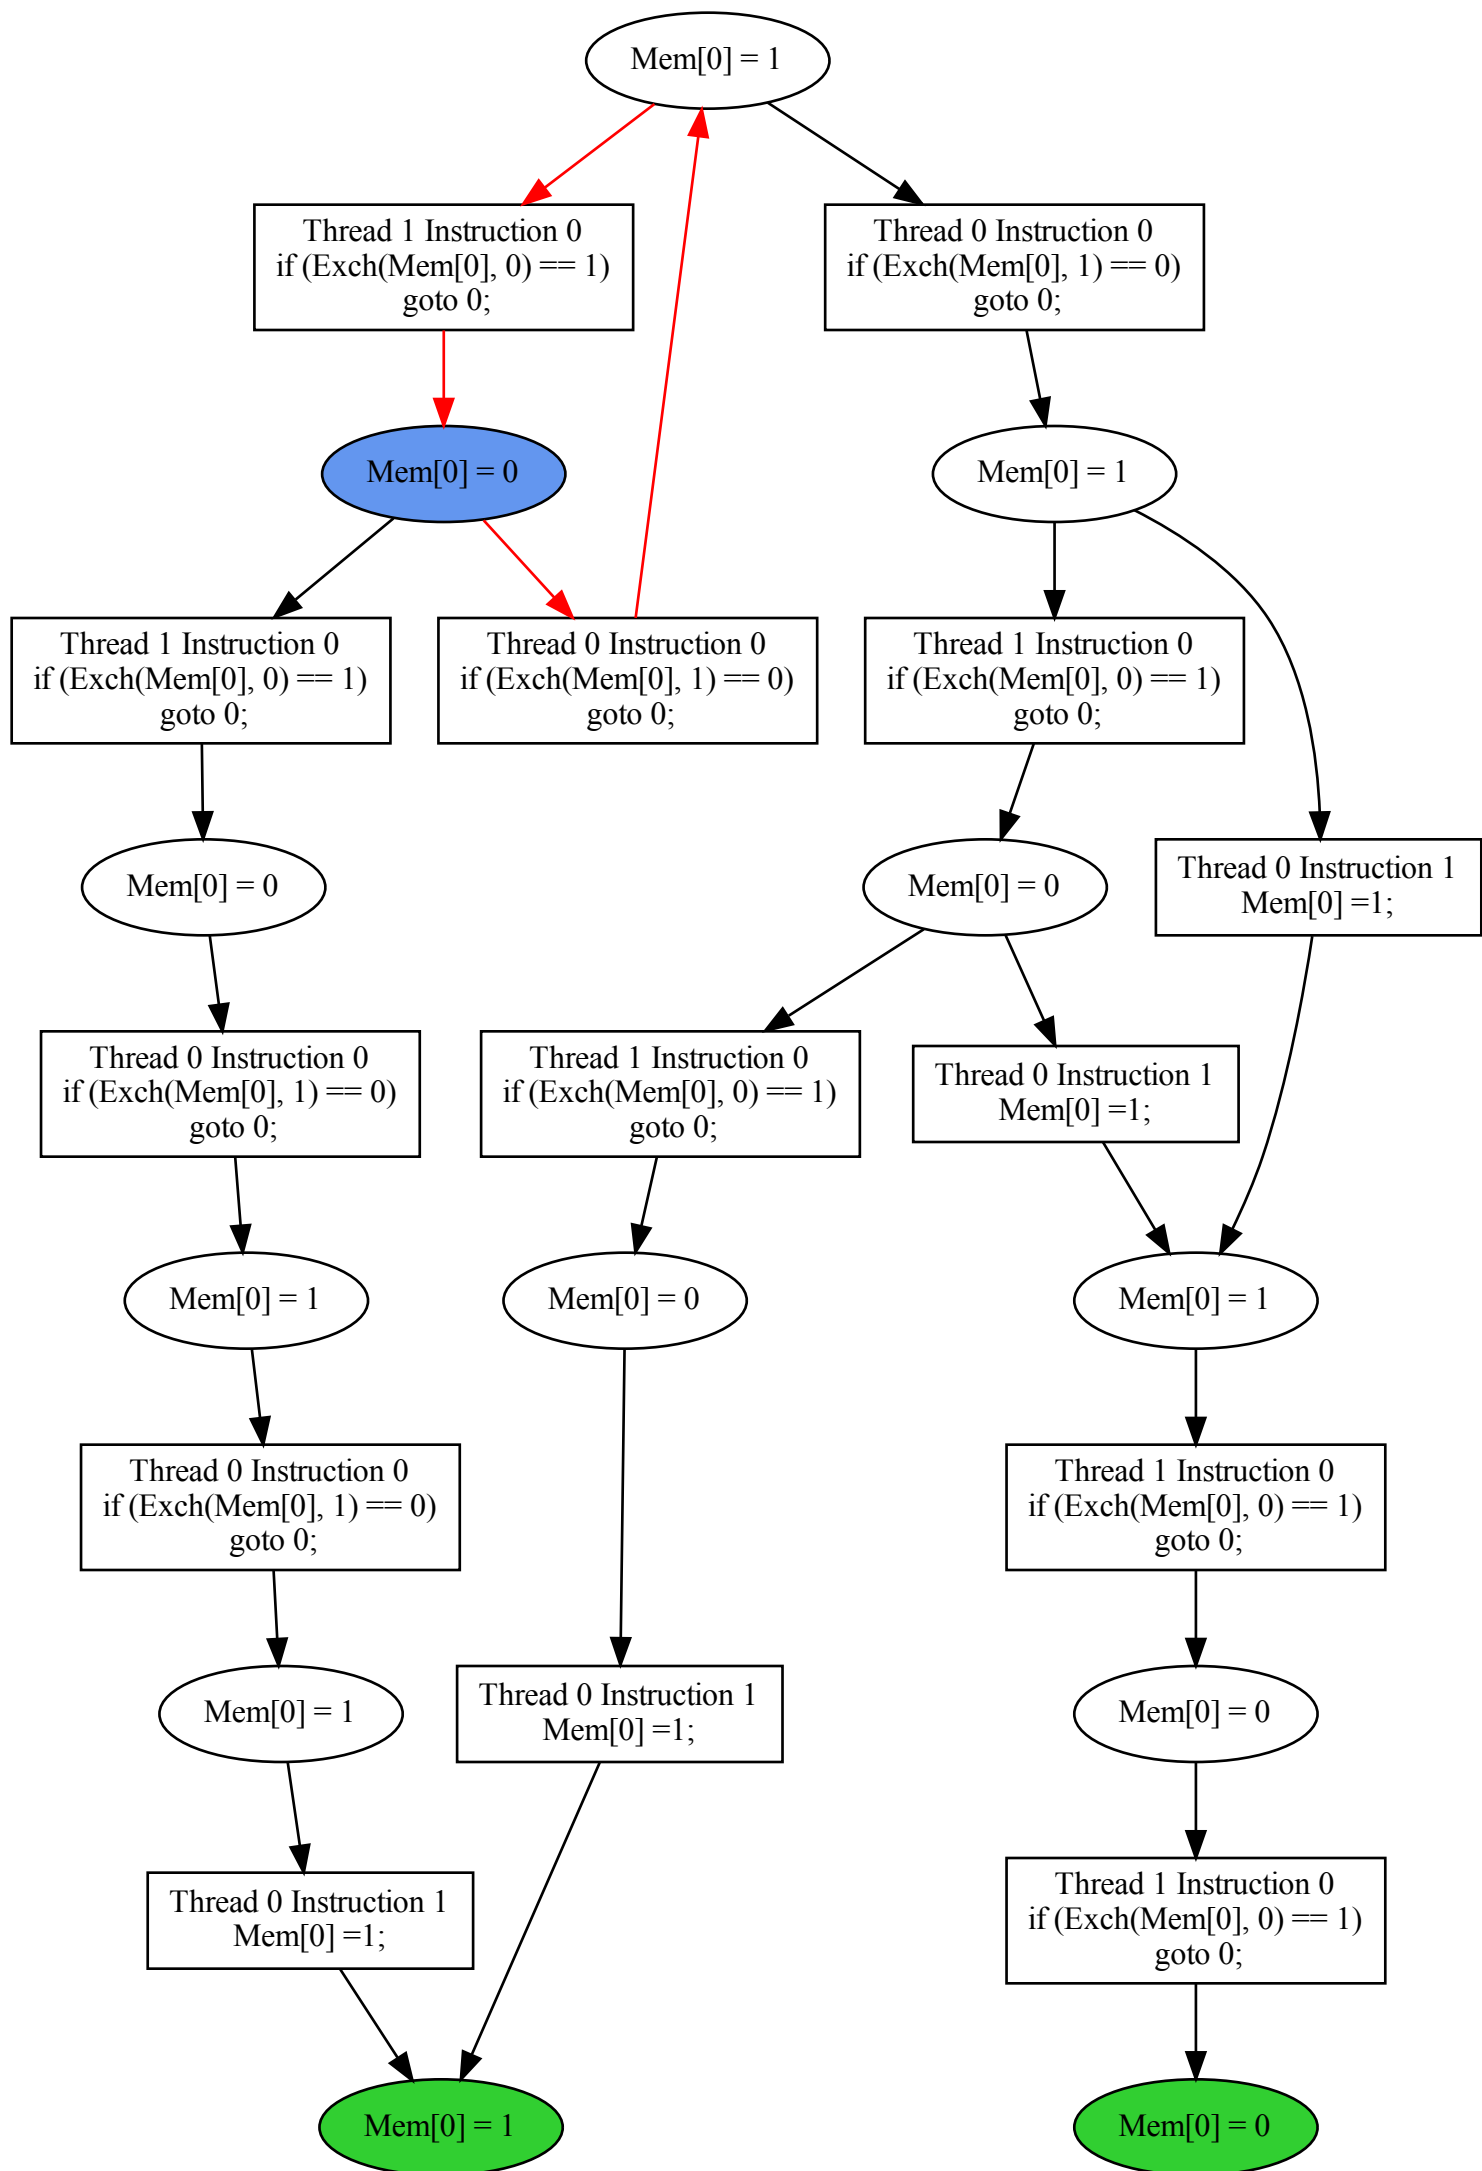 Mem[0] = 1
Thread 1 Instruction 0
if (Exch(Mem[0], 0) == 1)
goto 0;
Thread 0 Instruction 0
if (Exch(Mem[0], 1) == 0)
goto 0;
Mem[0] = 0
Mem[0] = 1
Thread 1 Instruction 0
if (Exch(Mem[0], 0) == 1)
goto 0;
Thread 0 Instruction 0
if (Exch(Mem[0], 1) == 0)
goto 0;
Thread 1 Instruction 0
if (Exch(Mem[0], 0) == 1)
goto 0;
Mem[0] = 0
Mem[0] = 0
Thread 0 Instruction 1
Mem[0] =1;
Thread 0 Instruction 0
if (Exch(Mem[0], 1) == 0)
goto 0;
Thread 1 Instruction 0
if (Exch(Mem[0], 0) == 1)
goto 0;
Thread 0 Instruction 1
Mem[0] =1;
Mem[0] = 1
Mem[0] = 0
Mem[0] = 1
Thread 0 Instruction 0
if (Exch(Mem[0], 1) == 0)
goto 0;
Thread 1 Instruction 0
if (Exch(Mem[0], 0) == 1)
goto 0;
Mem[0] = 1
Thread 0 Instruction 1
Mem[0] =1;
Mem[0] = 0
Thread 0 Instruction 1
Mem[0] =1;
Thread 1 Instruction 0
if (Exch(Mem[0], 0) == 1)
goto 0;
Mem[0] = 1
Mem[0] = 0